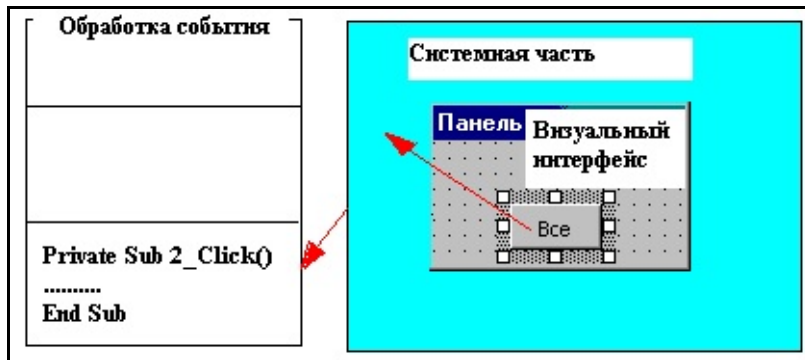 Обработка события
Private Sub 2_Click()
..........
End Sub
Системная часть
Панель
Визуальный
интерфейс
Все